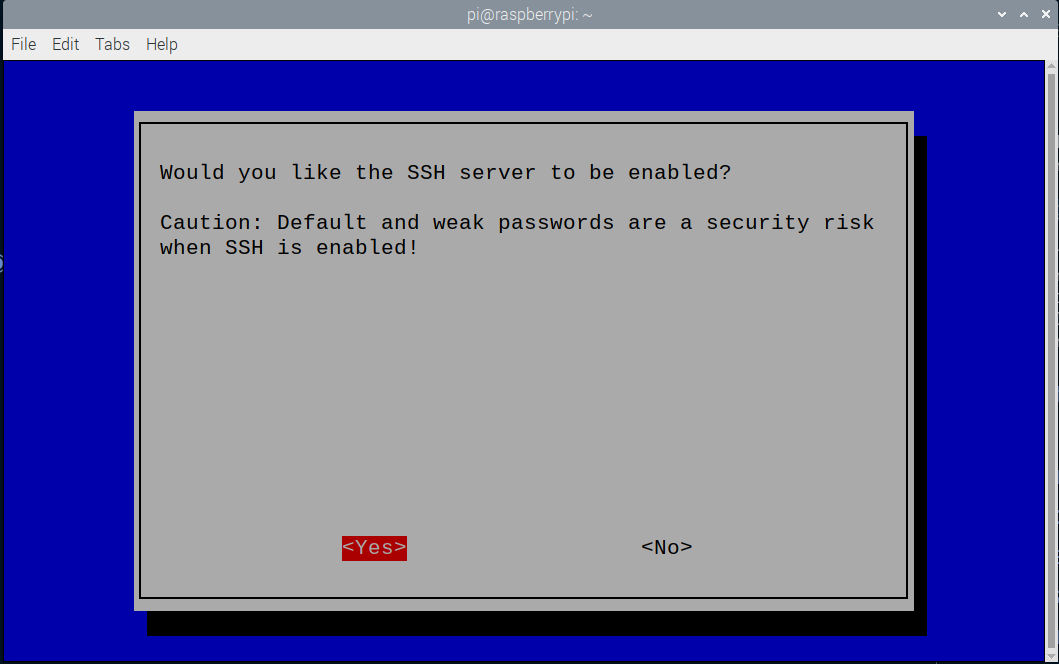 pi@raspberrypi: ~
File Edit Tabs Help
Would you like the SSH server to be enabled?
Caution: Default and weak passwords are a security risk
when SSH is enabled!
<Yes> <No>